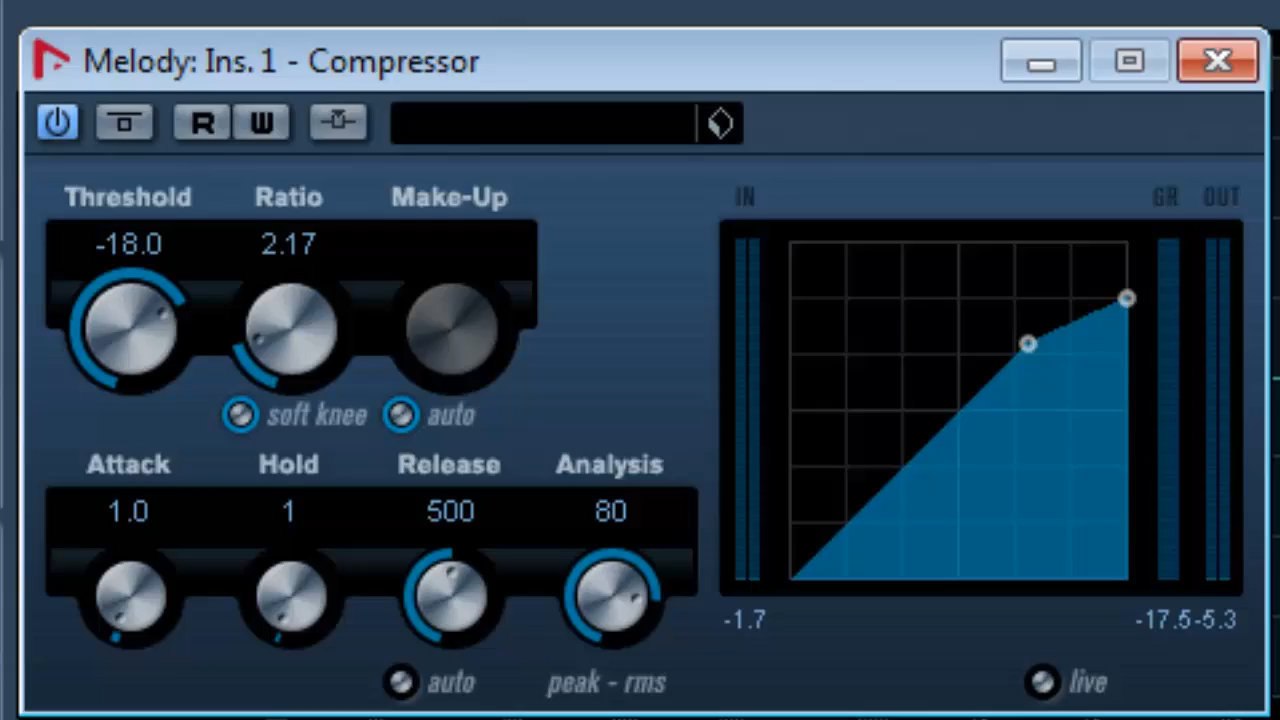 Melody: Ins. 1 - Compressor
R W
Threshold Ratio Make-Up
-18.0 2.17
soft knee auto
Attack Hold Release Analysis
1.0 1 500 80
auto peak - rms
IN GR OUT
-1.7 -17.5 -5.3
live